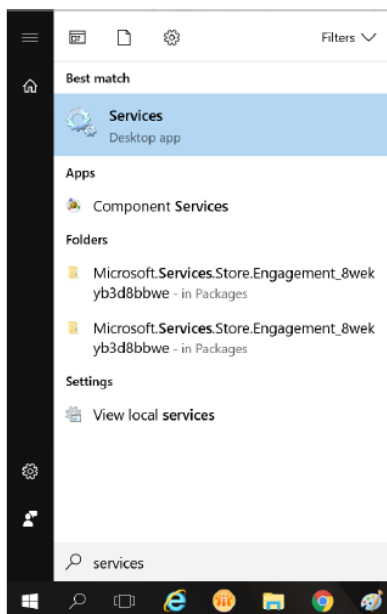 Filters
Best match
Services
Desktop app
Apps
Component Services
Folders
Microsoft.Services.Store.Engagement_8wek
yb3d8bbwe - in Packages
Microsoft.Services.Store.Engagement_8wek
yb3d8bbwe - in Packages
Settings
View local services
services